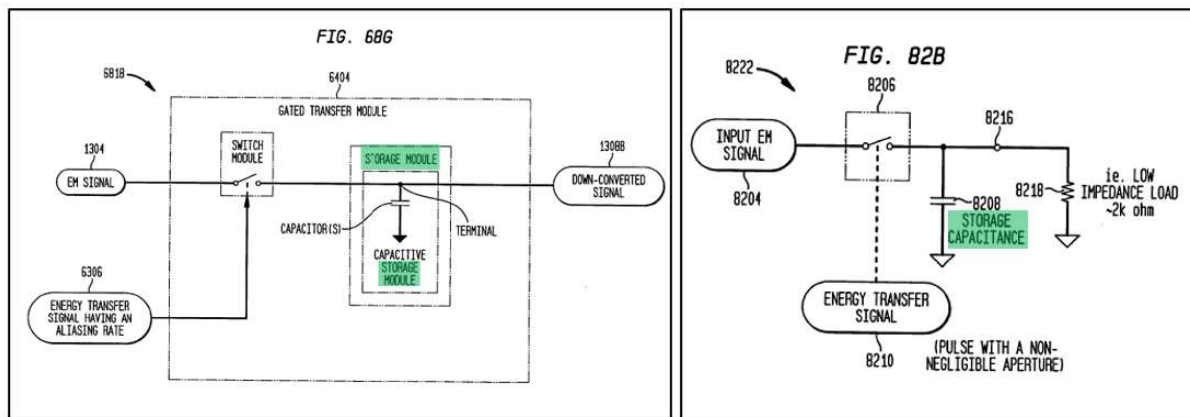 FIG. 68G
681B
6404
GATED TRANSFER MODULE
SWITCH
MODULE
STORAGE MODULE
1304
EM SIGNAL
1308B
DOWN-CONVERTED
SIGNAL
CAPACITOR(S)
TERMINAL
CAPACITIVE
STORAGE
MODULE
6306
ENERGY TRANSFER
SIGNAL HAVING AN
ALIASING RATE
FIG. 82B
8222
8206
8216
INPUT EM
SIGNAL
8204
8208
STORAGE
CAPACITANCE
8218
ie. LOW
IMPEDANCE LOAD
~2k ohm
ENERGY TRANSFER
SIGNAL
8210
(PULSE WITH A NON-
NEGLIGIBLE APERTURE)